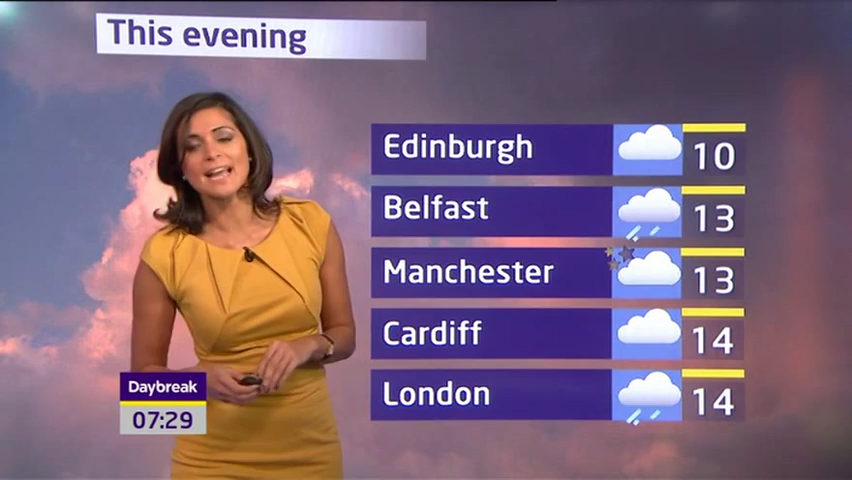 This evening
Edinburgh 10
Belfast 13
Manchester 13
Cardiff 14
London 14
Daybreak
07:29